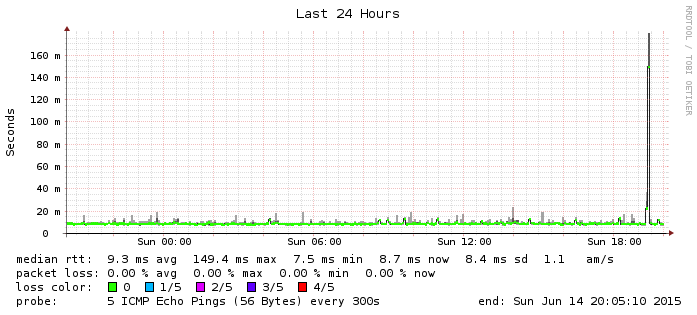 Last 24 Hours
RRDTOOL / TOBI OETIKER
Seconds
160 m
140 m
120 m
100 m
80 m
60 m
40 m
20 m
0
Sun 00:00 Sun 06:00 Sun 12:00 Sun 18:00
median rtt: 9.3 ms avg 149.4 ms max 7.5 ms min 8.7 ms now 8.4 ms sd 1.1 am/s
packet loss: 0.00 % avg 0.00 % max 0.00 % min 0.00 % now
loss color: 0 1/5 2/5 3/5 4/5
probe: 5 ICMP Echo Pings (56 Bytes) every 300s end: Sun Jun 14 20:05:10 2015